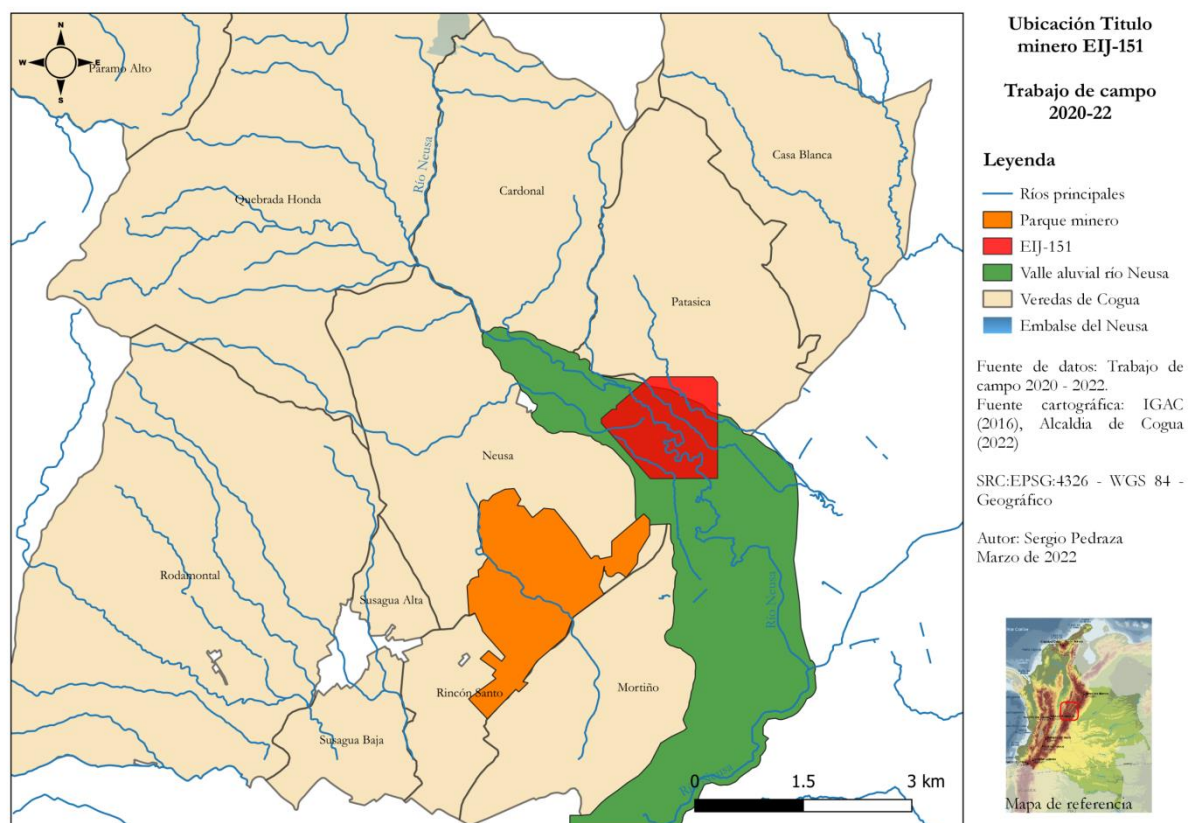 Ubicación Titulo
minero EIJ-151
Trabajo de campo
2020-22
Leyenda
Ríos principales
Parque minero
EIJ-151
Valle aluvial río Neusa
Veredas de Cogua
Embalse del Neusa
Fuente de datos: Trabajo de
campo 2020 - 2022.
Fuente cartográfica: IGAC
(2016), Alcaldia de Cogua
(2022)
SRC:EPSG:4326 - WGS 84 -
Geográfico
Autor: Sergio Pedraza
Marzo de 2022
Mapa de referencia
N
W
E
S
Páramo Alto
Río Neusa
Casa Blanca
Cardonal
Quebrada Honda
Patasica
Neusa
Rodamontal
Susagua Alta
Río Neusa
Rincón Santo
Mortiño
Susagua Baja
0 1.5 3 km